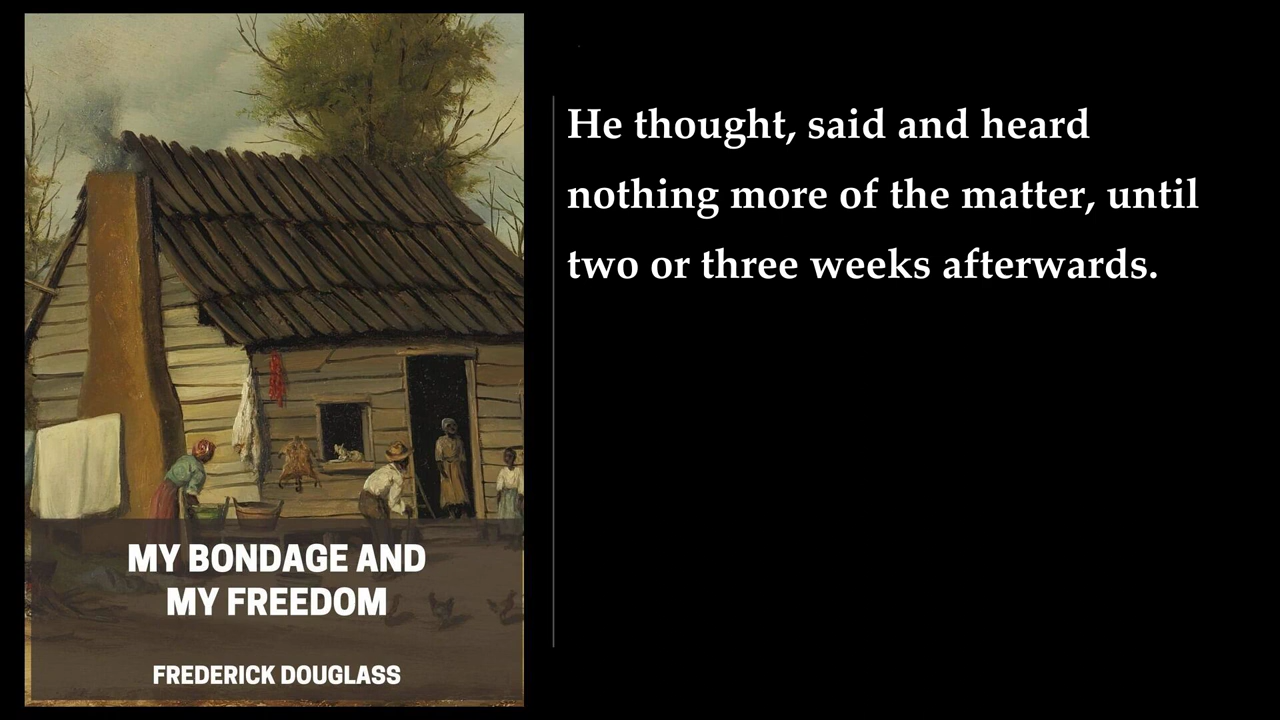 He thought, said and heard
nothing more of the matter, until
two or three weeks afterwards.
MY BONDAGE AND
MY FREEDOM
FREDERICK DOUGLASS